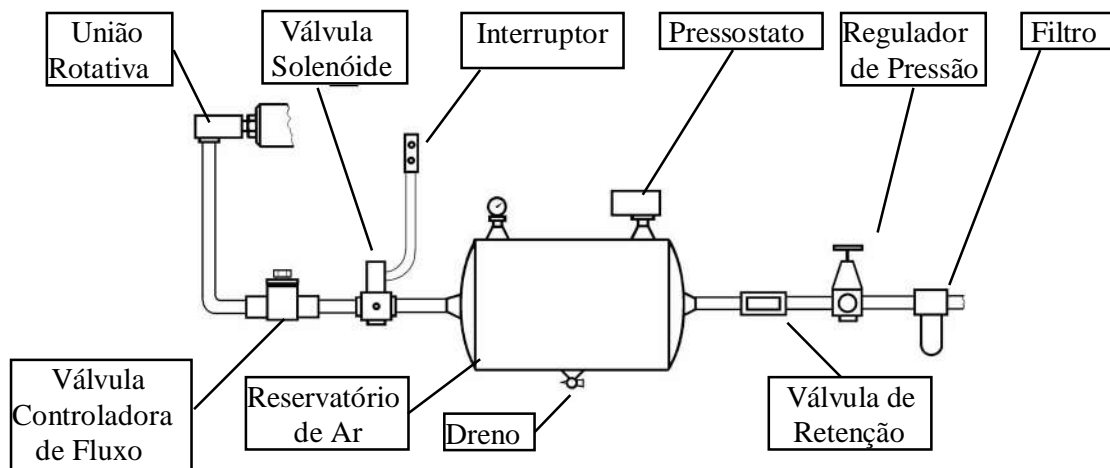 União
Rotativa
Válvula
Solenóide
Interruptor
Pressostato
Regulador
de Pressão
Filtro
Válvula
Controladora
de Fluxo
Reservatório
de Ar
Dreno
Válvula de
Retenção